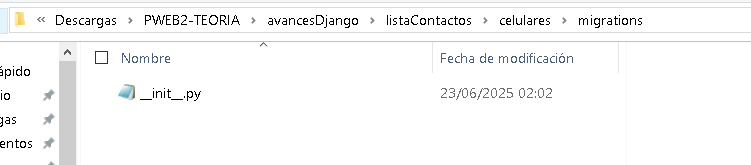 Descargas > PWEB2-TEORIA > avancesDjango > listaContactos > celulares > migrations
Nombre Fecha de modificación
ápido
__init__.py 23/06/2025 02:02
io
gas
entos